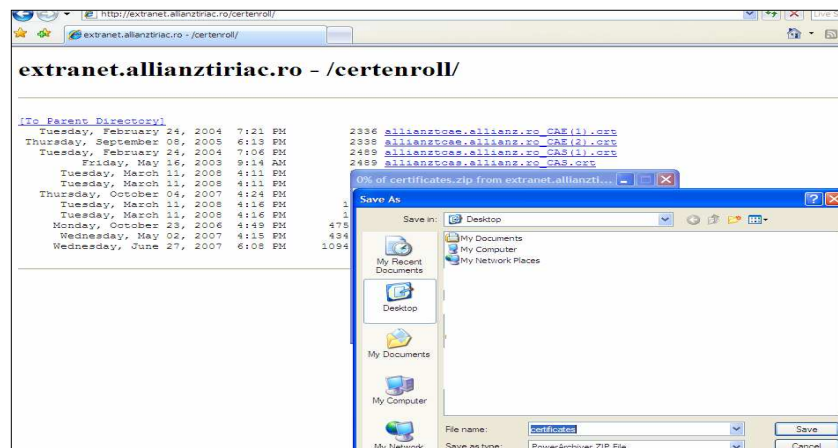 http://extranet.allianztiriac.ro/certenroll/
Live S
extranet.allianztiriac.ro - /certenroll/
extranet.allianztiriac.ro - /certenroll/
[To Parent Directory]
Tuesday, February 24, 2004 7:21 PM 2336 allianztcae.allianz.ro_CAE(1).crt
Thursday, September 08, 2005 6:13 PM 2338 allianztcae.allianz.ro_CAE(2).crt
Tuesday, February 24, 2004 7:06 PM 2489 allianztcas.allianz.ro_CAS(1).crt
Friday, May 16, 2003 9:14 AM 2489 allianztcas.allianz.ro_CAS.crt
Tuesday, March 11, 2008 4:11 PM
Tuesday, March 11, 2008 4:11 PM
Thursday, October 04, 2007 4:24 PM
Tuesday, March 11, 2008 4:16 PM 1
Tuesday, March 11, 2008 4:16 PM 1
Monday, October 23, 2006 4:49 PM 475
Wednesday, May 02, 2007 4:15 PM 434
Wednesday, June 27, 2007 6:08 PM 1094
0% of certificates.zip from extranet.allianzti...
Save As
Save in: Desktop
My Recent Documents
Desktop
My Documents
My Computer
My Network
My Documents
My Computer
My Network Places
File name: certificates
Save
Save as type: PowerArchiver ZIP File
Cancel